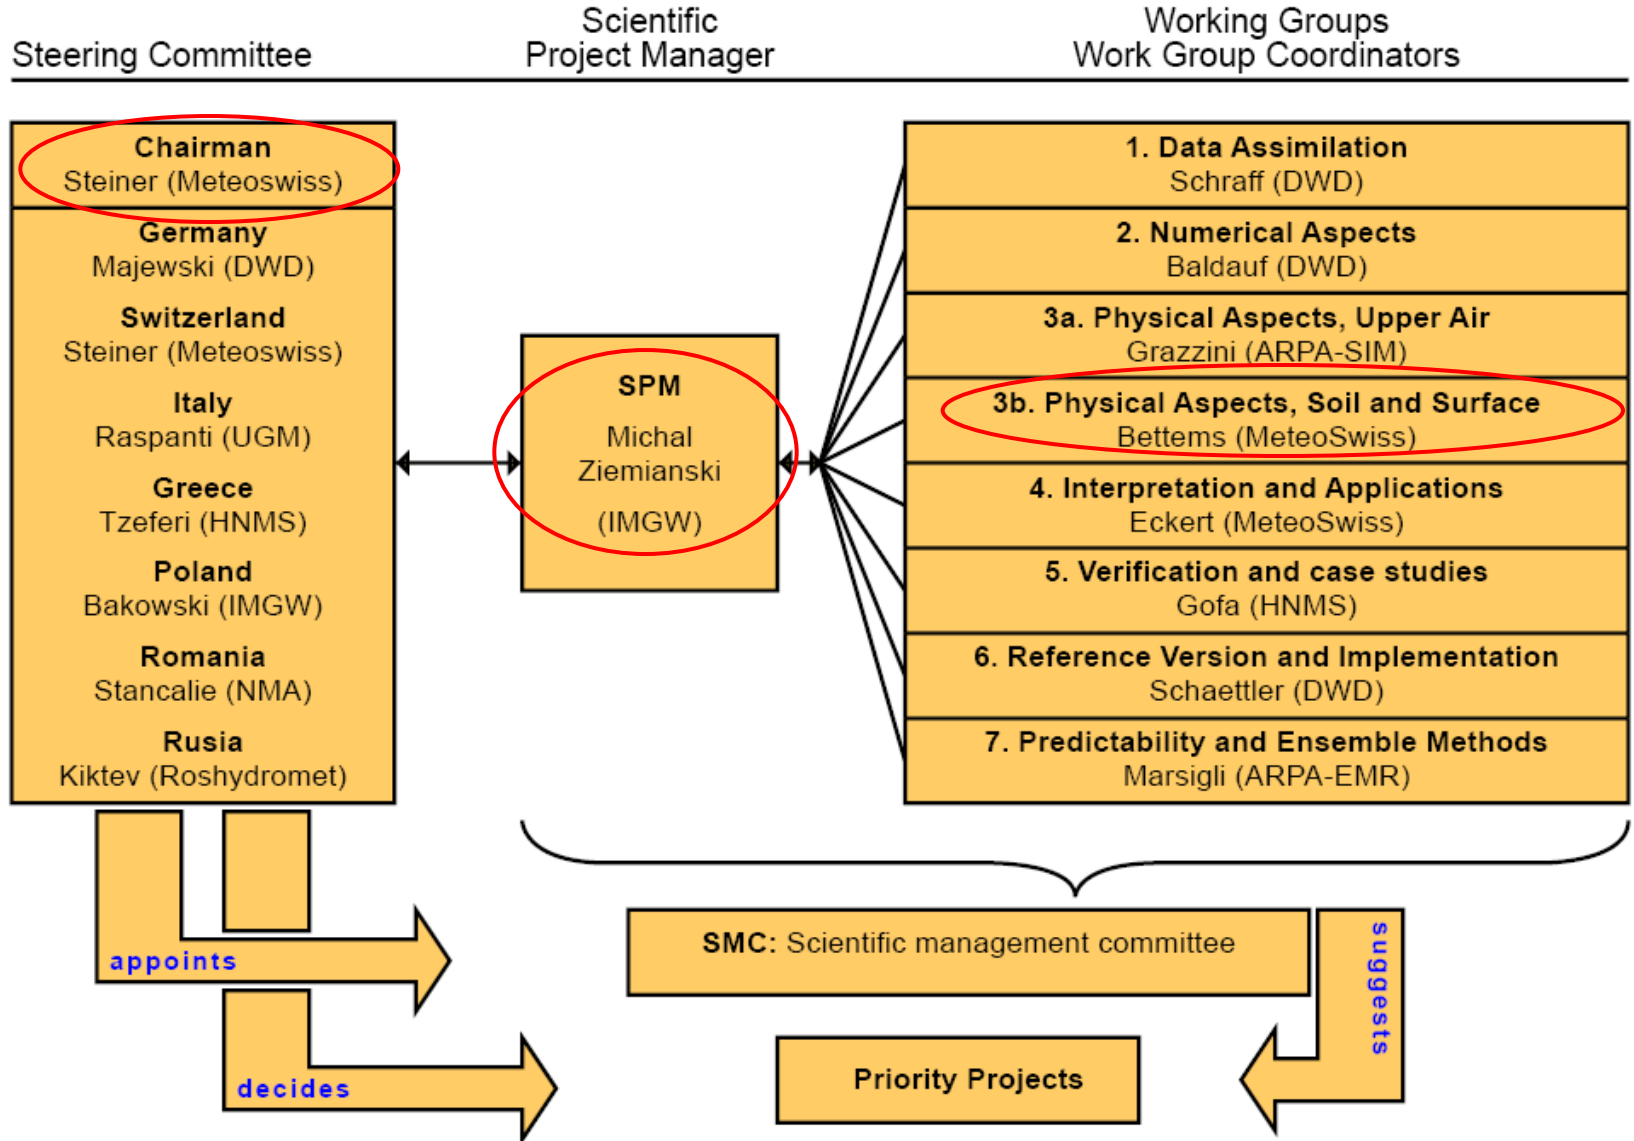 Steering Committee
Scientific
Project Manager
Working Groups
Work Group Coordinators
Chairman
Steiner (Meteoswiss)
Germany
Majewski (DWD)
Switzerland
Steiner (Meteoswiss)
Italy
Raspanti (UGM)
Greece
Tzeferi (HNMS)
Poland
Bakowski (IMGW)
Romania
Stancalie (NMA)
Rusia
Kiktev (Roshydromet)
SPM
Michal
Ziemianski
(IMGW)
1. Data Assimilation
Schraff (DWD)
2. Numerical Aspects
Baldauf (DWD)
3a. Physical Aspects, Upper Air
Grazzini (ARPA-SIM)
3b. Physical Aspects, Soil and Surface
Bettems (MeteoSwiss)
4. Interpretation and Applications
Eckert (MeteoSwiss)
5. Verification and case studies
Gofa (HNMS)
6. Reference Version and Implementation
Schaettler (DWD)
7. Predictability and Ensemble Methods
Marsigli (ARPA-EMR)
appoints
decides
SMC: Scientific management committee
suggests
Priority Projects